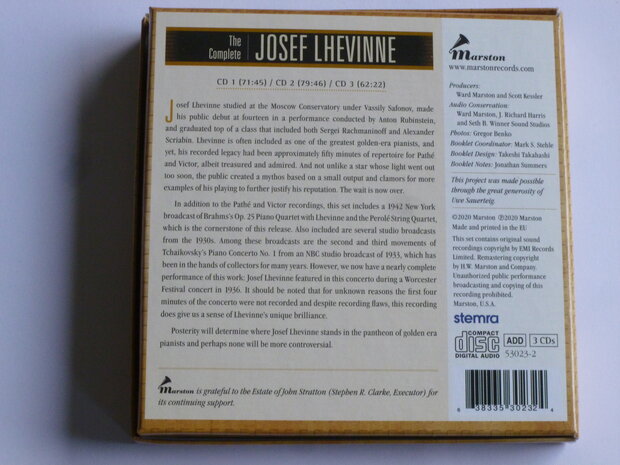 The
Complete
JOSEF LHEVINNE
CD 1 (71:45) / CD 2 (79:46) / CD 3 (62:22)
Josef Lhevinne studied at the Moscow Conservatory under Vassily Safonov, made
his public debut at fourteen in a performance conducted by Anton Rubinstein,
and graduated top of a class that included both Sergei Rachmaninoff and Alexander
Scriabin. Lhevinne is often included as one of the greatest golden-era pianists, and
yet, his recorded legacy had been approximately fifty minutes of repertoire for Pathé
and Victor, albeit treasured and admired. And not unlike a star whose light went out
too soon, the public created a mythos based on a small output and clamors for more
examples of his playing to further justify his reputation. The wait is now over.
In addition to the Pathé and Victor recordings, this set includes a 1942 New York
broadcast of Brahms's Op. 25 Piano Quartet with Lhevinne and the Perolé String Quartet,
which is the cornerstone of this release. Also included are several studio broadcasts
from the 1930s. Among these broadcasts are the second and third movements of
Tchaikovsky's Piano Concerto No. 1 from an NBC studio broadcast of 1933, which has
been in the hands of collectors for many years. However, we now have a nearly complete
performance of this work: Josef Lhevinne featured in this concerto during a Worcester
Festival concert in 1936. It should be noted that for unknown reasons the first four
minutes of the concerto were not recorded and despite recording flaws, this recording
does give us a sense of Lhevinne's unique brilliance.
Posterity will determine where Josef Lhevinne stands in the pantheon of golden era
pianists and perhaps none will be more controversial.
Marston is grateful to the Estate of John Stratton (Stephen R. Clarke, Executor) for
its continuing support.
Marston
www.marstonrecords.com
Producers:
Ward Marston and Scott Kessler
Audio Conservation:
Ward Marston, J. Richard Harris
and Seth B. Winner Sound Studios
Photos: Gregor Benko
Booklet Coordinator: Mark S. Stehle
Booklet Design: Takeshi Takahashi
Booklet Notes: Jonathan Summers
This project was made possible
through the great generosity of
Uwe Sauerteig.
©2020 Marston ℗2020 Marston
Made and printed in the EU
This set contains original sound
recordings copyright by EMI Records
Limited. Remastering copyright
by H.W. Marston and Company.
Unauthorized public performance
broadcasting and copying of this
recording prohibited.
Marston, U.S.A.
stemra
COMPACT
disc
DIGITAL AUDIO
ADD
3 CDs
53023-2
6 38335 30232 4